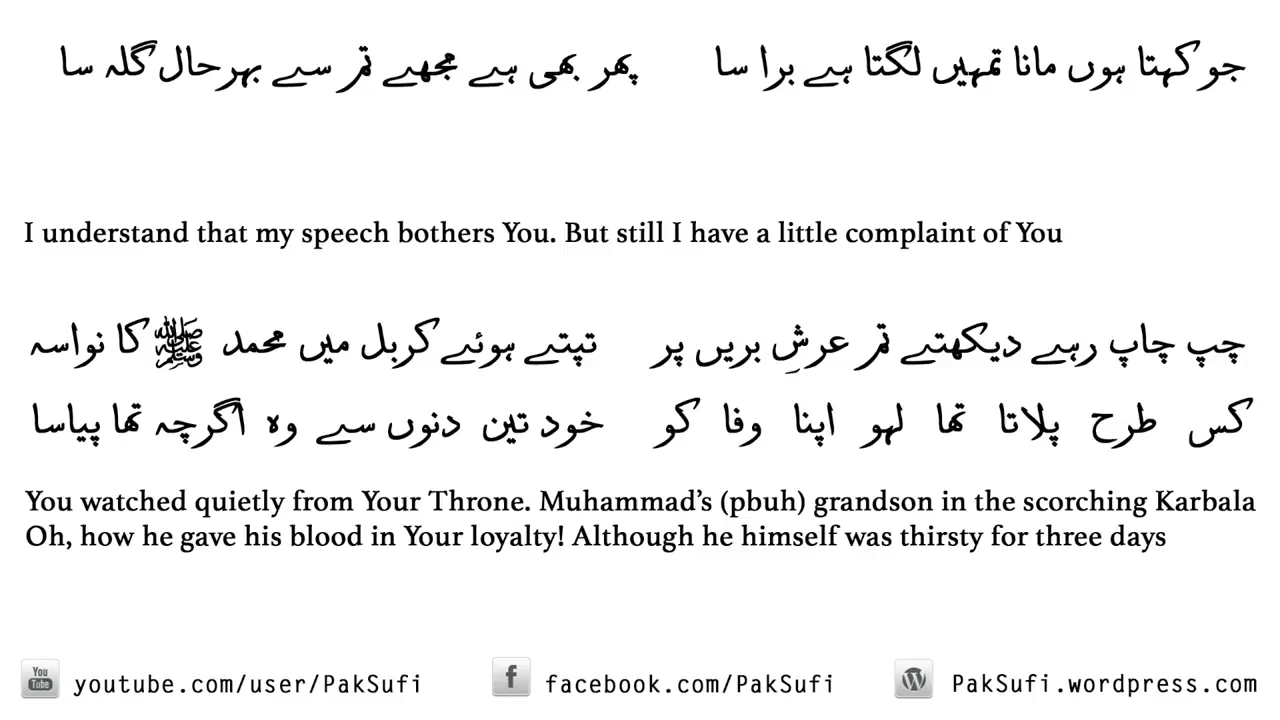 جو کہتا ہوں مانا تمہیں لگتا ہے برا سا پھر بھی ہے مجھے تم سے بہرحال گلہ سا
I understand that my speech bothers You. But still I have a little complaint of You
چپ چاپ رہے دیکھتے تم عرشِ بریں پر تپتے ہوئے کربل میں محمد ﷺ کا نواسہ
کس طرح پلاتا تھا لہو اپنا وفا کو خود تین دنوں سے وہ اگرچہ تھا پیاسا
You watched quietly from Your Throne. Muhammad’s (pbuh) grandson in the scorching Karbala
Oh, how he gave his blood in Your loyalty! Although he himself was thirsty for three days
You Tube youtube.com/user/PakSufi f facebook.com/PakSufi W PakSufi.wordpress.com